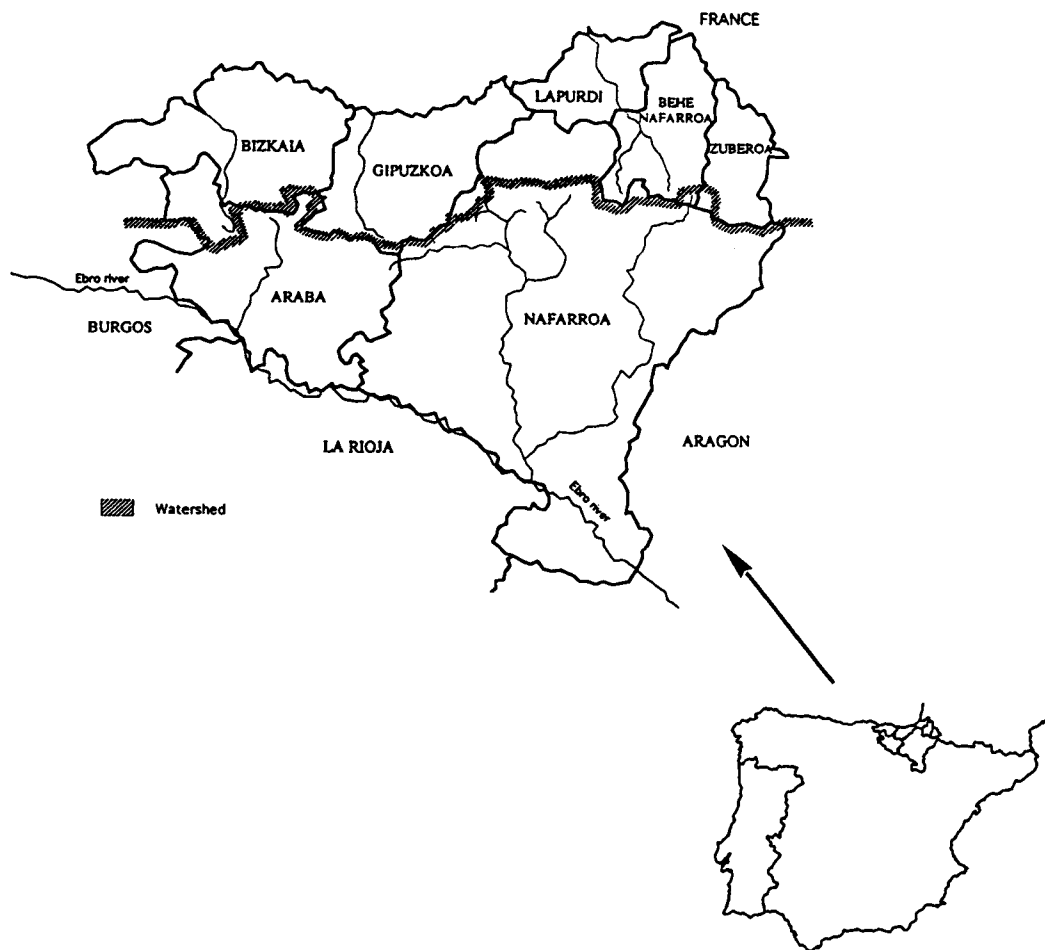 FRANCE
LAPURDI
BEHE
NAFARROA
BIZKAIA
ZUBEROA
GIPUZKOA
Ebro river
ARABA
BURGOS
NAFARROA
LA RIOJA
ARAGON
Ebro river
Watershed